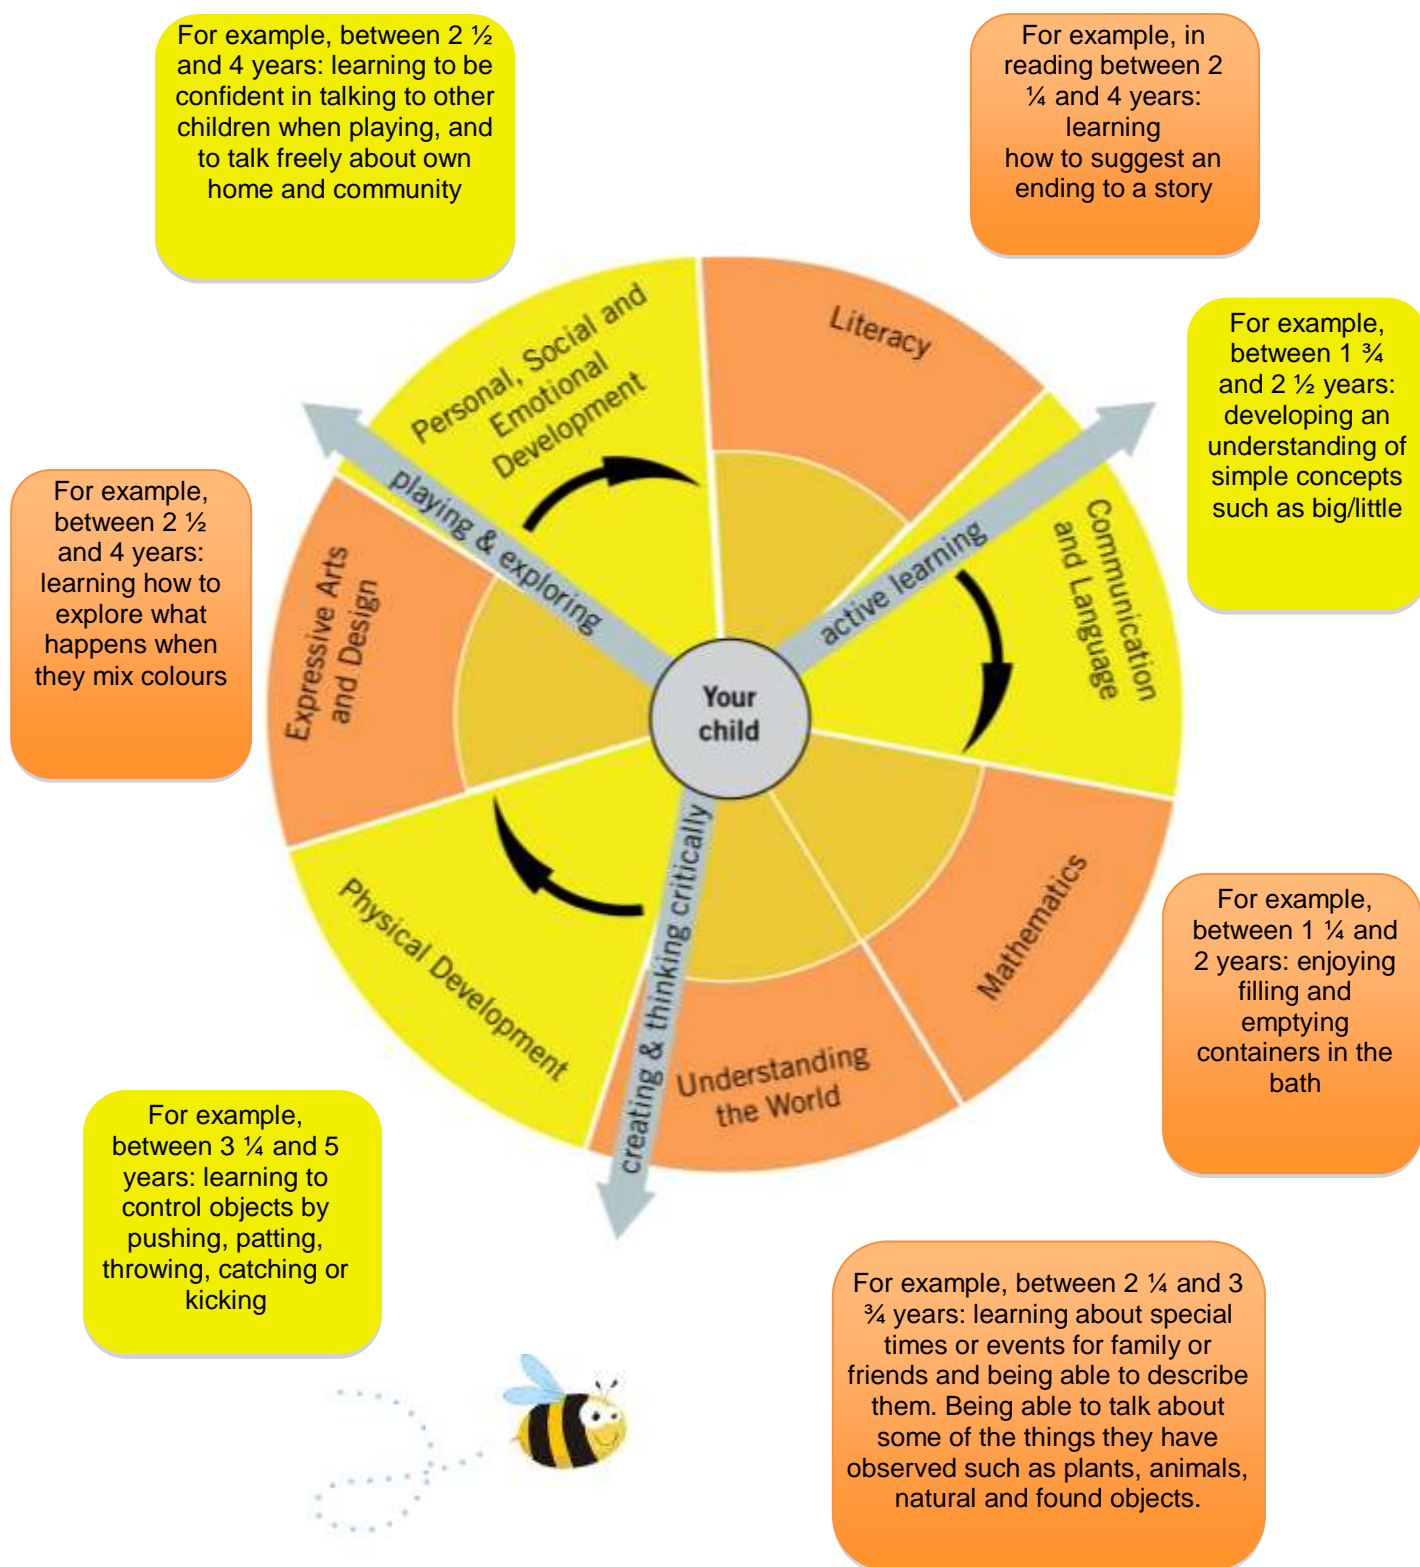 For example, between 2 ½
and 4 years: learning to be
confident in talking to other
children when playing, and
to talk freely about own
home and community
For example, in
reading between 2
¼ and 4 years:
learning
how to suggest an
ending to a story
For example,
between 1 ¾
and 2 ½ years:
developing an
understanding of
simple concepts
such as big/little
For example,
between 2 ½
and 4 years:
learning how to
explore what
happens when
they mix colours
Personal, Social and
Emotional
Development
Literacy
Communication
and Language
Mathematics
Understanding
the World
Physical Development
Expressive Arts
and Design
playing & exploring
active learning
creating & thinking critically
Your
child
For example,
between 1 ¼ and
2 years: enjoying
filling and
emptying
containers in the
bath
For example,
between 3 ¼ and 5
years: learning to
control objects by
pushing, patting,
throwing, catching or
kicking
For example, between 2 ¼ and 3
¾ years: learning about special
times or events for family or
friends and being able to describe
them. Being able to talk about
some of the things they have
observed such as plants, animals,
natural and found objects.